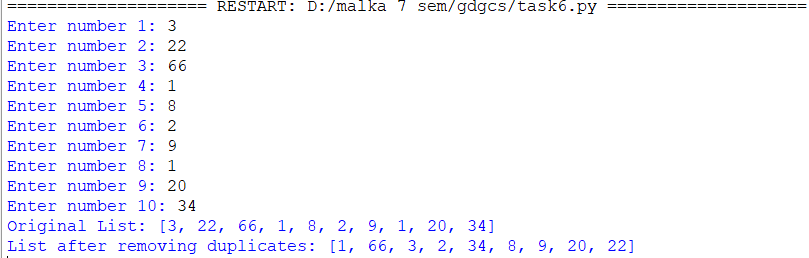 ==================== RESTART: D:/malka 7 sem/gdgcs/task6.py ====================
Enter number 1: 3
Enter number 2: 22
Enter number 3: 66
Enter number 4: 1
Enter number 5: 8
Enter number 6: 2
Enter number 7: 9
Enter number 8: 1
Enter number 9: 20
Enter number 10: 34
Original List: [3, 22, 66, 1, 8, 2, 9, 1, 20, 34]
List after removing duplicates: [1, 66, 3, 2, 34, 8, 9, 20, 22]